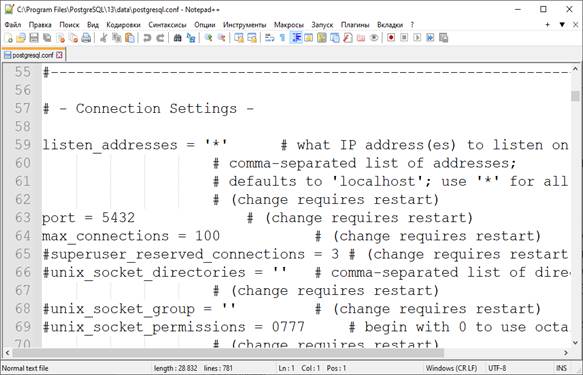 C:\Program Files\PostgreSQL\13\data\postgresql.conf - Notepad++
Файл Правка Поиск Вид Кодировки Синтаксисы Опции Инструменты Макросы Запуск Плагины Вкладки ? + ▼ X
postgresql.conf
55 #------------------------------------------------------------------
56
57 # - Connection Settings -
58
59 listen_addresses = '*' # what IP address(es) to listen on
60 # comma-separated list of addresses;
61 # defaults to 'localhost'; use '*' for all
62 # (change requires restart)
63 port = 5432 # (change requires restart)
64 max_connections = 100 # (change requires restart)
65 #superuser_reserved_connections = 3 # (change requires restart
66 #unix_socket_directories = '' # comma-separated list of direc
67 # (change requires restart)
68 #unix_socket_group = '' # (change requires restart)
69 #unix_socket_permissions = 0777 # begin with 0 to use octa
70 # (change requires restart)
Normal text file length : 28 832 lines : 781 Ln : 1 Col : 1 Pos : 1 Windows (CR LF) UTF-8 INS